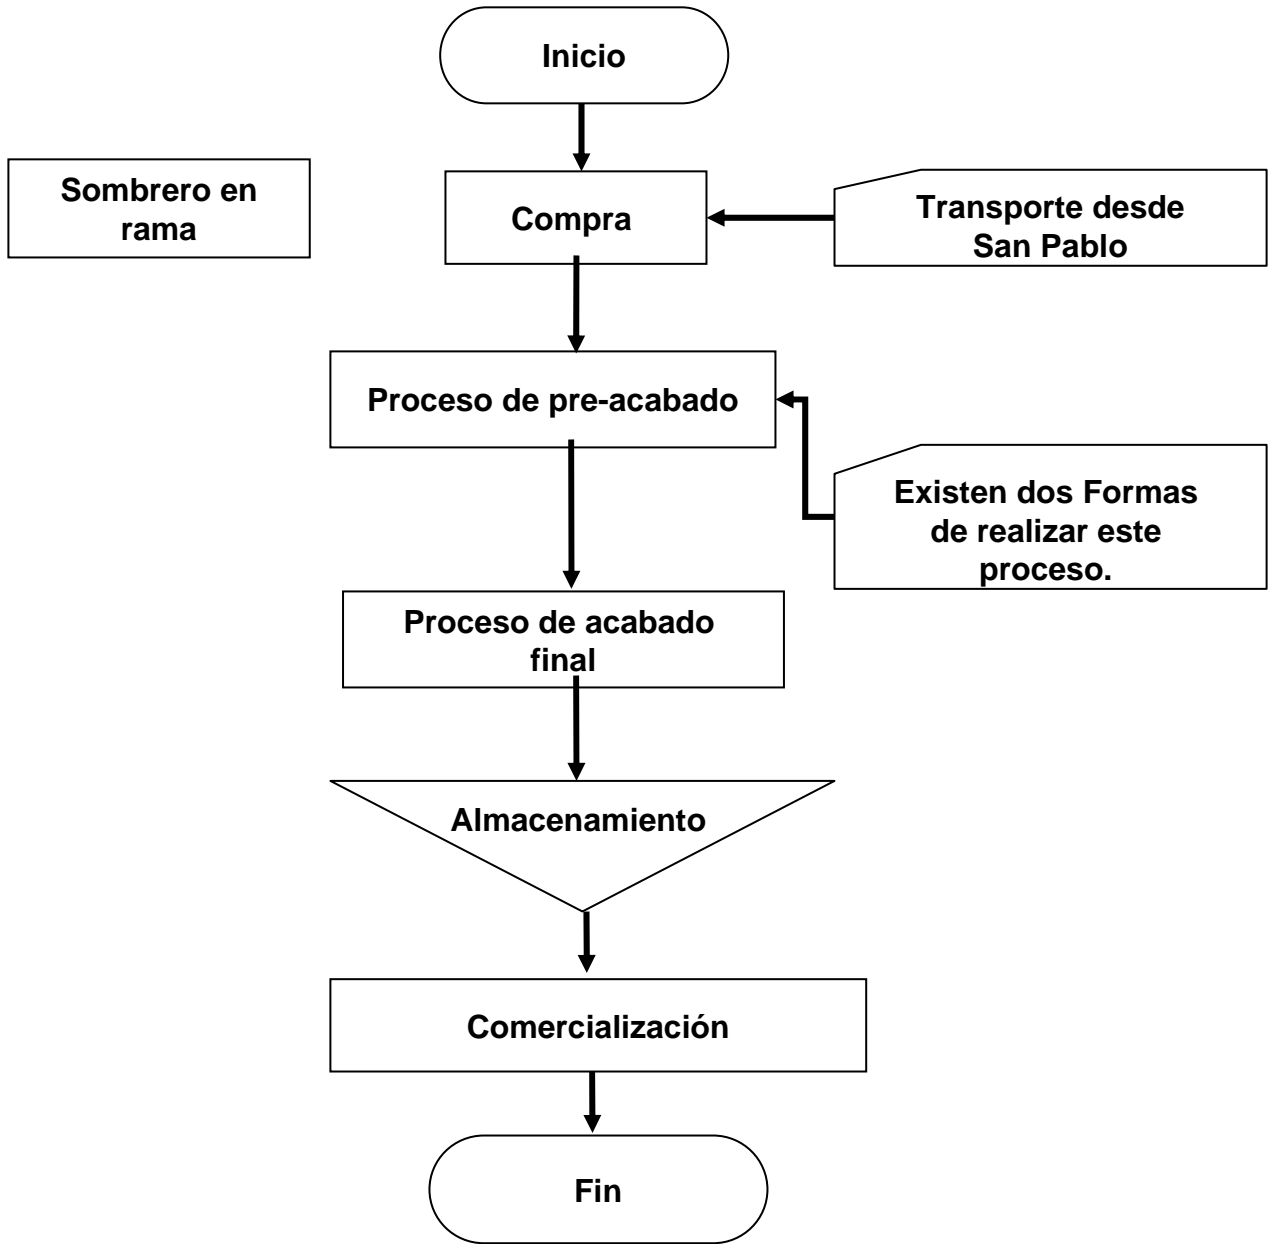 Inicio
Sombrero en
rama
Compra
Transporte desde
San Pablo
Proceso de pre-acabado
Existen dos Formas
de realizar este
proceso.
Proceso de acabado
final
Almacenamiento
Comercialización
Fin